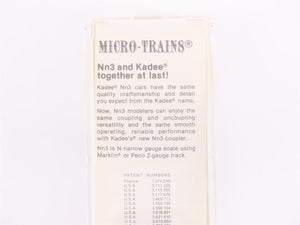 MICRO-TRAINS®
Nn3 and Kadee®
together at last!
Kadee® Nn3 cars have the same
quality craftsmanship and detail
you expect from the Kadee® name.
Now, Nn3 modelers can enjoy the
same coupling and uncoupling
versatility and the same smooth
operating, reliable performance
with Kadee's new Nn3 coupler.
Nn3 is N-narrow gauge scale using
Marklin® or Peco Z-gauge track.
PATENT NUMBERS
France
U.S.A.
U.S.A.
U.S.A.
U.S.A.
U.S.A.
U.S.A.
U.S.A.
U.S.A.
U.S.A.